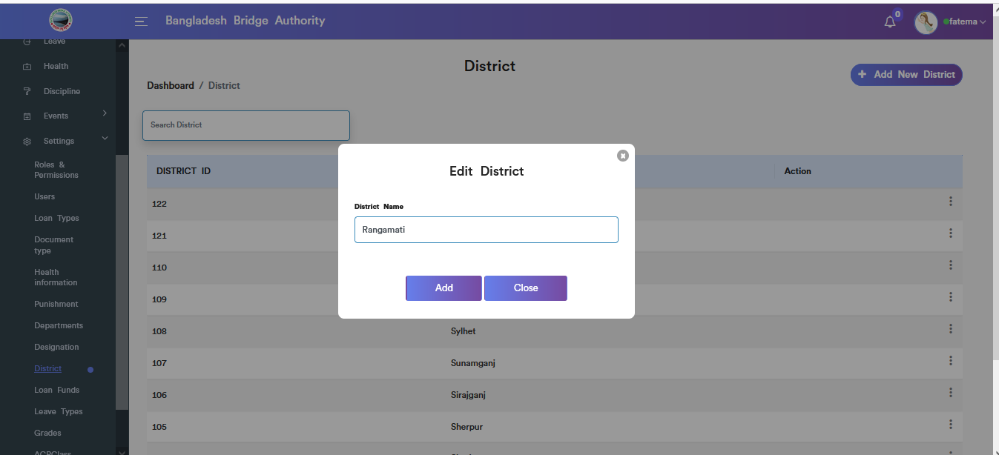 Bangladesh Bridge Authority
0
fatema
Leave
Health
Discipline
Events
Settings
Roles &
Permissions
Users
Loan Types
Document
type
Health
information
Punishment
Departments
Designation
District
Loan Funds
Leave Types
Grades
ACRClass
District
Add New District
Dashboard / District
Search District
DISTRICT ID
Action
122
121
110
109
108 Sylhet
107 Sunamganj
106 Sirajganj
105 Sherpur
Edit District
District Name
Rangamati
Add
Close